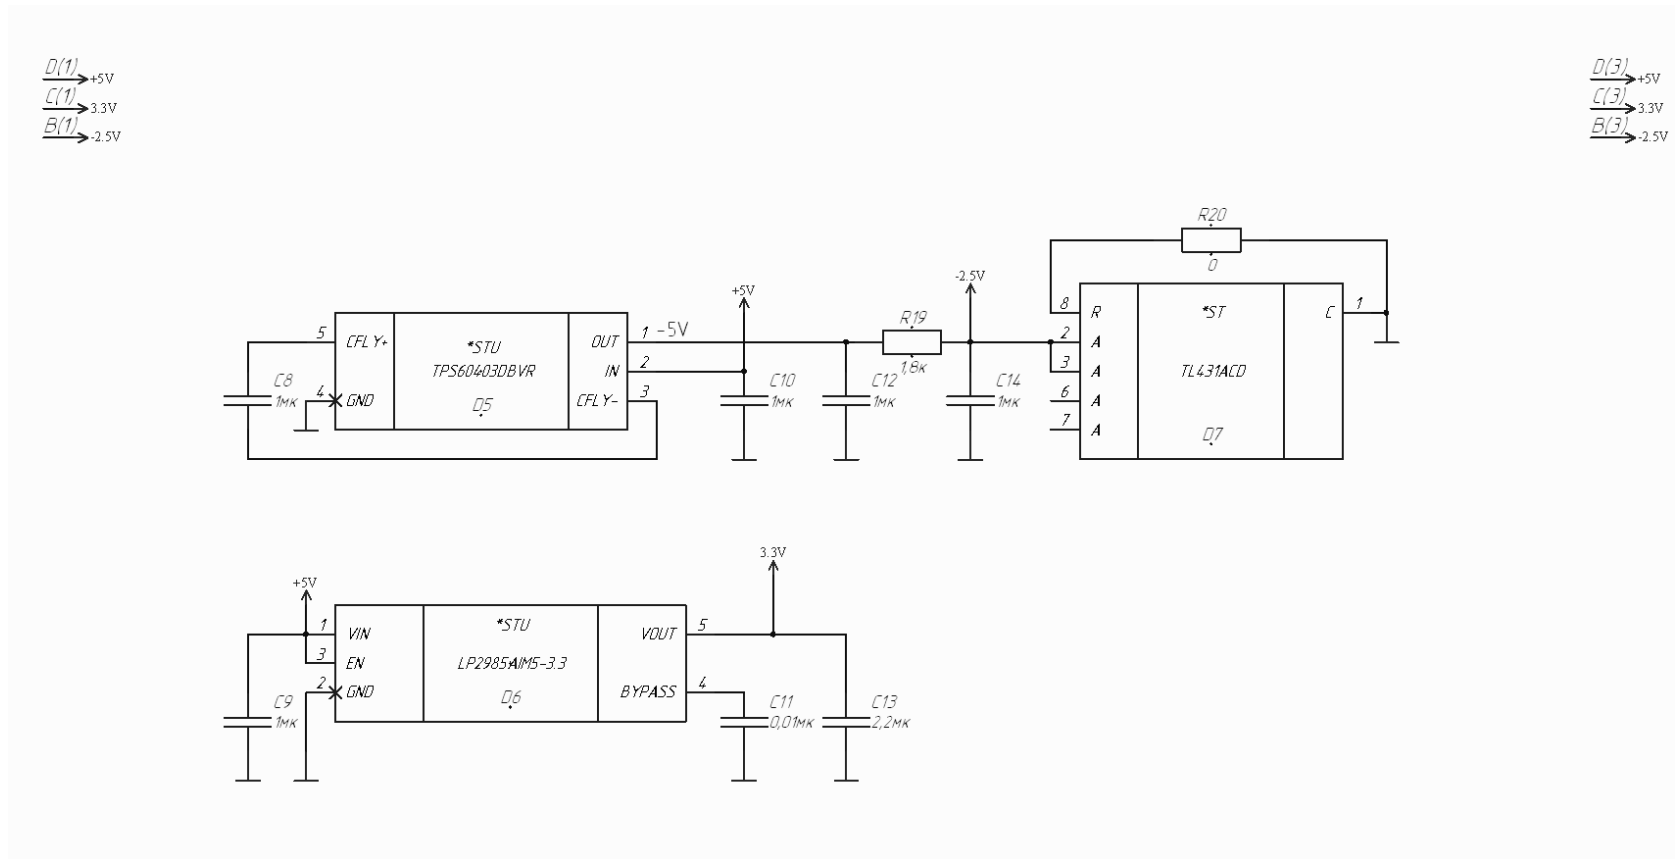 D(1) +5V
C(1) 3.3V
B(1) -2.5V
D(3) +5V
C(3) 3.3V
B(3) -2.5V
R20
0
+5V
-2.5V
5 CFLY+
4 GND
*STU
TPS60403DBVR
D5
OUT 1 -5V
IN 2
CFLY- 3
C8
1мк
C10
1мк
C12
1мк
R19
1,8к
C14
1мк
8 R
2 A
3 A
6 A
7 A
*ST
TL431ACD
D7
C 1
+5V
3.3V
1 VIN
3 EN
2 GND
*STU
LP2985AIM5-3.3
D6
VOUT 5
BYPASS 4
C9
1мк
C11
0,01мк
C13
2,2мк